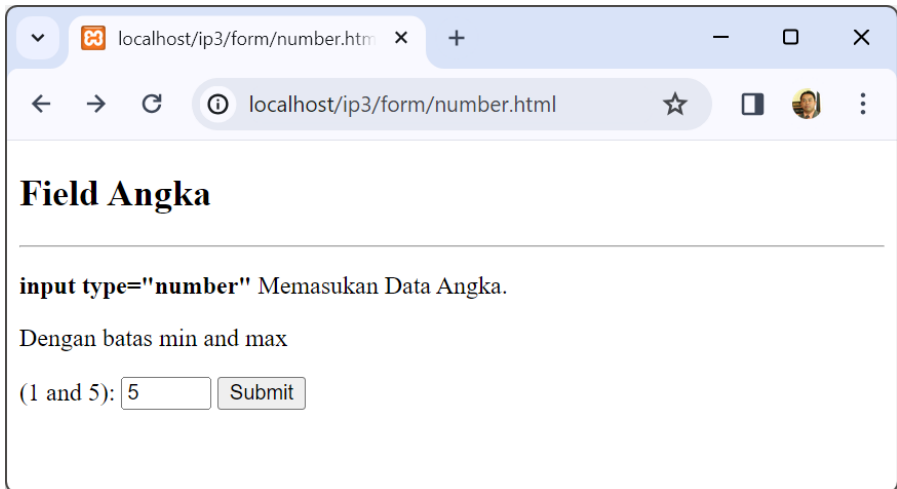 localhost/ip3/form/number.htm
localhost/ip3/form/number.html
Field Angka
input type="number" Memasukan Data Angka.
Dengan batas min and max
(1 and 5): 5 Submit